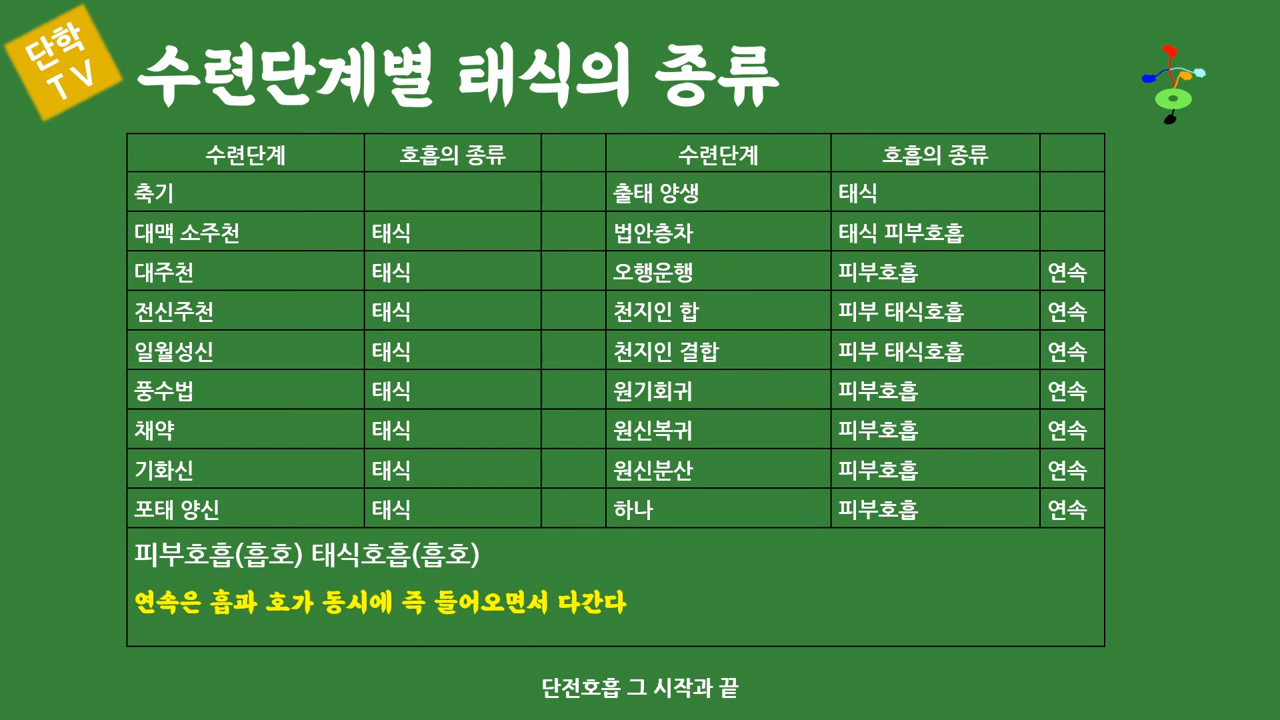 단학
TV
수련단계별 태식의 종류
수련단계 호흡의 종류 수련단계 호흡의 종류
축기 출태 양생 태식
대맥 소주천 태식 법안층차 태식 피부호흡
대주천 태식 오행운행 피부호흡 연속
전신주천 태식 천지인 합 피부 태식호흡 연속
일월성신 태식 천지인 결합 피부 태식호흡 연속
풍수법 태식 원기회귀 피부호흡 연속
채약 태식 원신복귀 피부호흡 연속
기화신 태식 원신분산 피부호흡 연속
포태 양신 태식 하나 피부호흡 연속
피부호흡(흡호) 태식호흡(흡호)
연속은 흡과 호가 동시에 즉 들어오면서 다간다
단전호흡 그 시작과 끝